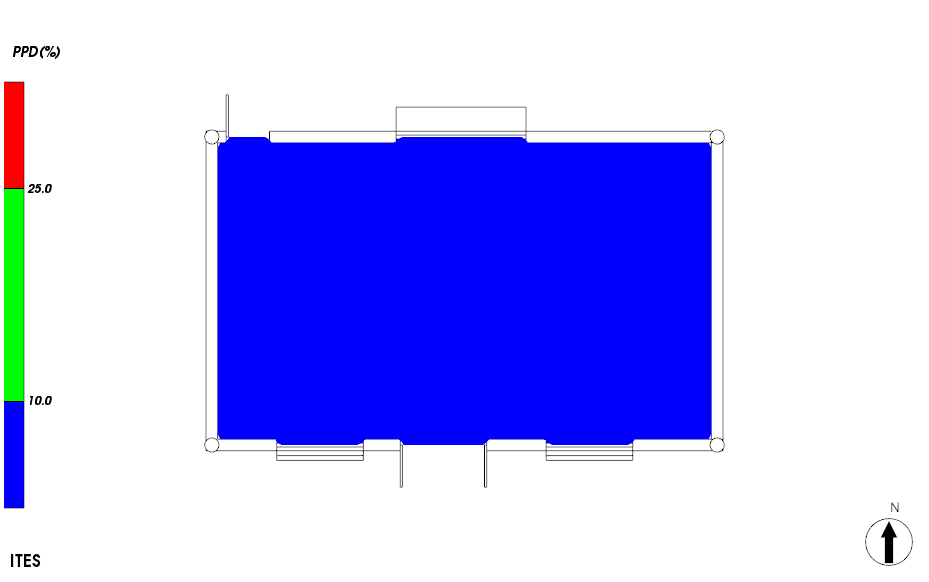 PPD(%)
25.0
10.0
N
ITES